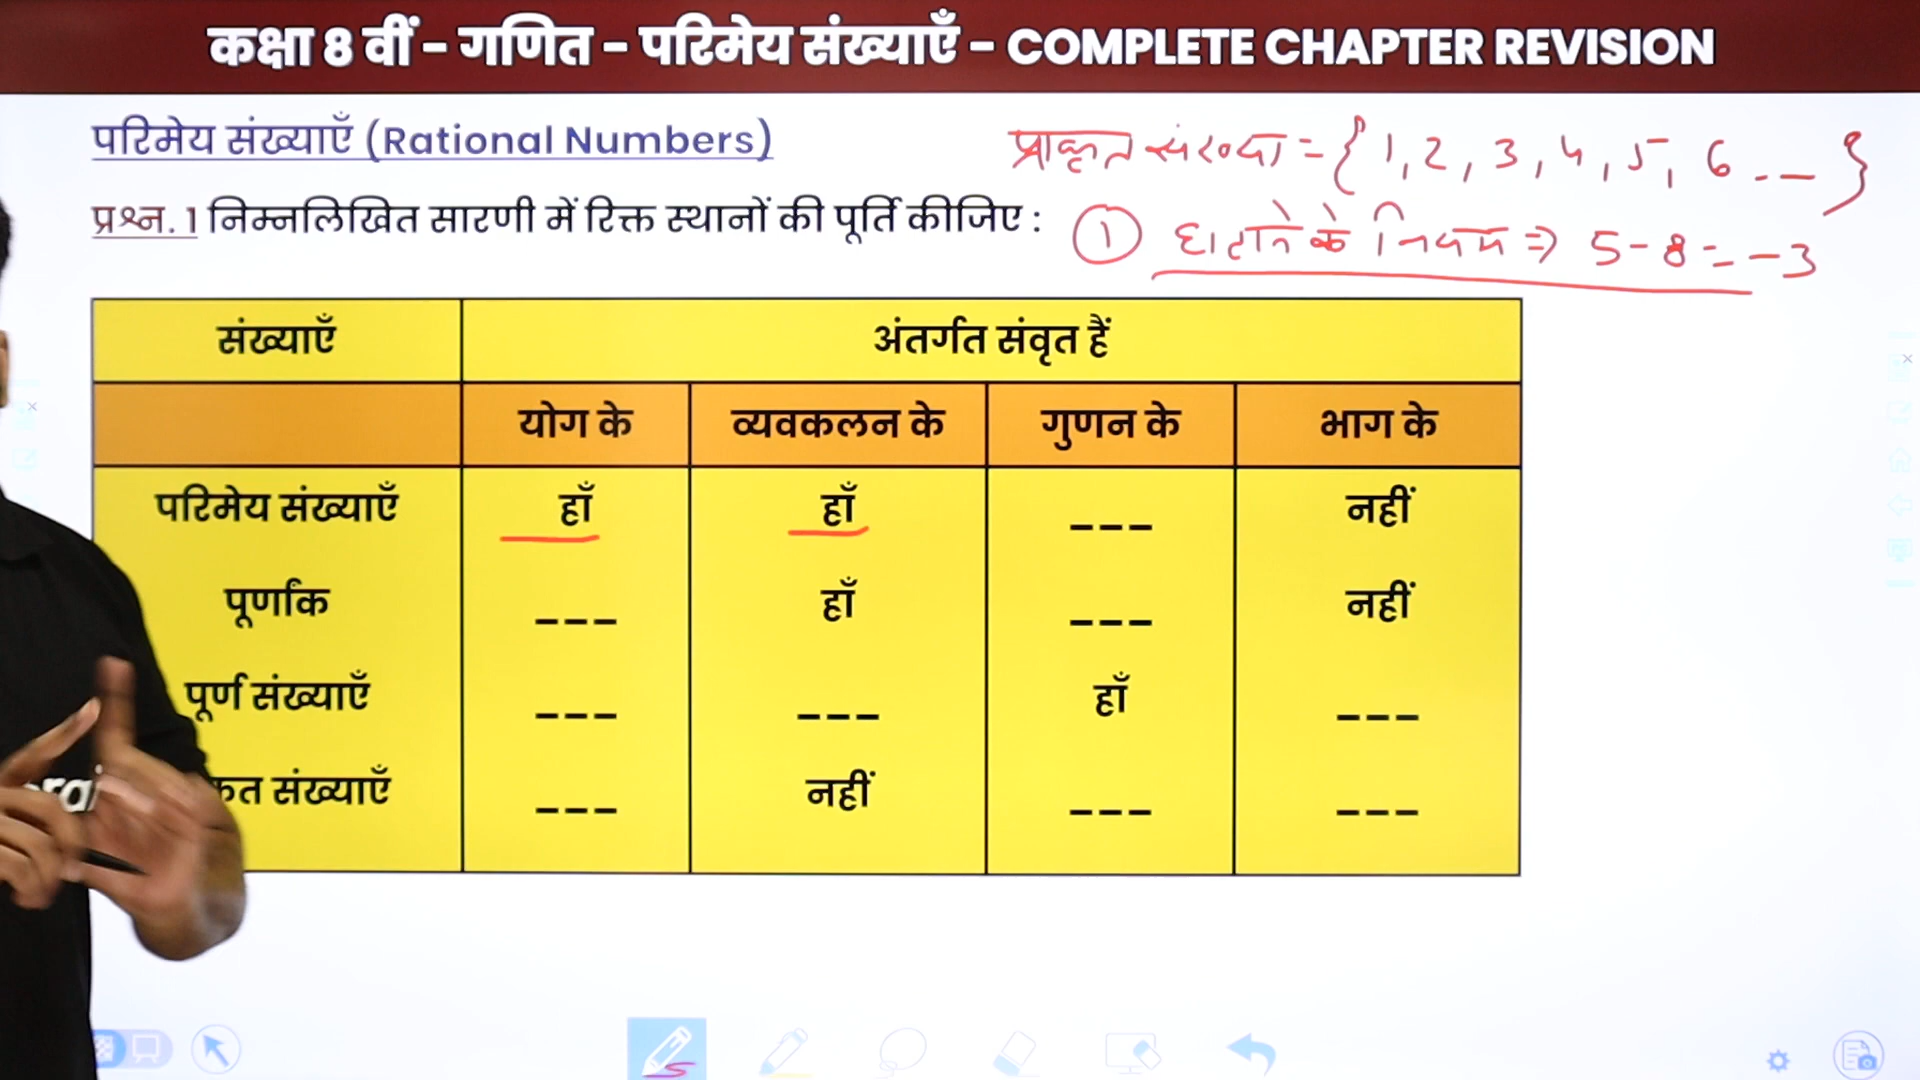 कक्षा 8 वीं – गणित – परिमेय संख्याएँ – COMPLETE CHAPTER REVISION
परिमेय संख्याएँ (Rational Numbers)
प्राकृत संख्या = { 1, 2, 3, 4, 5, 6 -- }
प्रश्न. 1 निम्नलिखित सारणी में रिक्त स्थानों की पूर्ति कीजिए :
① घटाने के नियम ⇒ 5 - 8 = -3
संख्याएँ अंतर्गत संवृत हैं
योग के व्यवकलन के गुणन के भाग के
परिमेय संख्याएँ हाँ हाँ --- नहीं
पूर्णांक --- हाँ --- नहीं
पूर्ण संख्याएँ --- --- हाँ ---
संख्याएँ --- नहीं --- ---